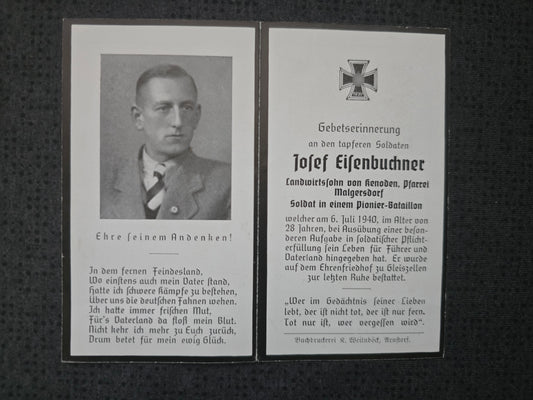 Ehre seinem Andenken!
In dem fernen Feindesland,
Wo einstens auch mein Vater stand,
Hatte ich schwere Kämpfe zu bestehen,
Über uns die deutschen Fahnen wehen.
Ich hatte immer frischen Mut,
Für's Vaterland da floß mein Blut.
Nicht kehr ich mehr zu Euch zurück,
Drum betet für mein ewig Glück.
Gebetserinnerung
an den tapferen Soldaten
Josef Eisenbuchner
Landwirtssohn von Kenoden, Pfarrei
Malgersdorf
Soldat in einem Pionier-Bataillon
welcher am 6. Juli 1940, im Alter von
28 Jahren, bei Ausübung einer beson-
deren Aufgabe in soldatischer Pflicht-
erfüllung sein Leben für Führer und
Vaterland hingegeben hat. Er wurde
auf dem Ehrenfriedhof zu Gleiszellen
zur letzten Ruhe bestattet.
„Wer im Gedächtnis seiner Lieben
lebt, der ist nicht tot, der ist nur fern.
Tot nur ist, wer vergessen wird".
Buchdruckerei K. Weilnböck, Arnstorf.